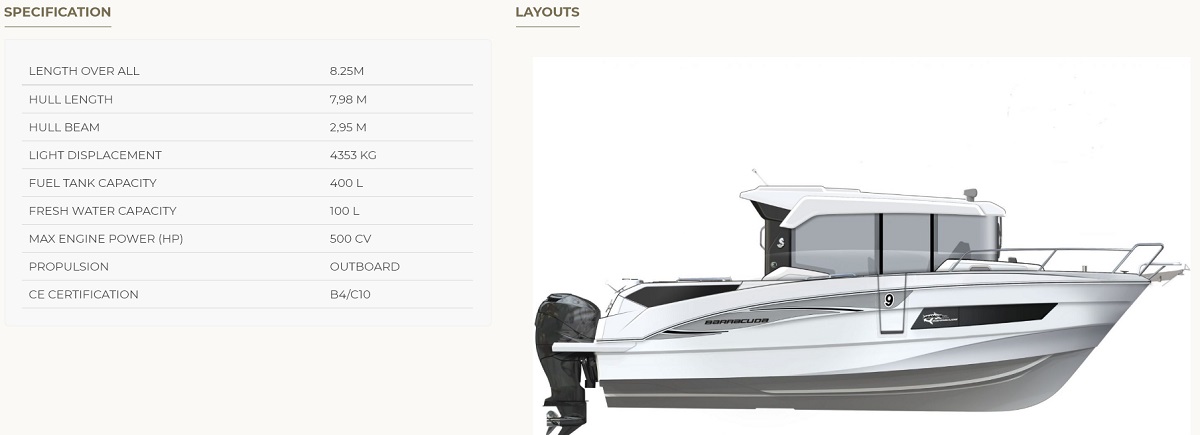 SPECIFICATION
LENGTH OVER ALL 8.25M
HULL LENGTH 7,98 M
HULL BEAM 2,95 M
LIGHT DISPLACEMENT 4353 KG
FUEL TANK CAPACITY 400 L
FRESH WATER CAPACITY 100 L
MAX ENGINE POWER (HP) 500 CV
PROPULSION OUTBOARD
CE CERTIFICATION B4/C10
LAYOUTS
9
BARRACUDA